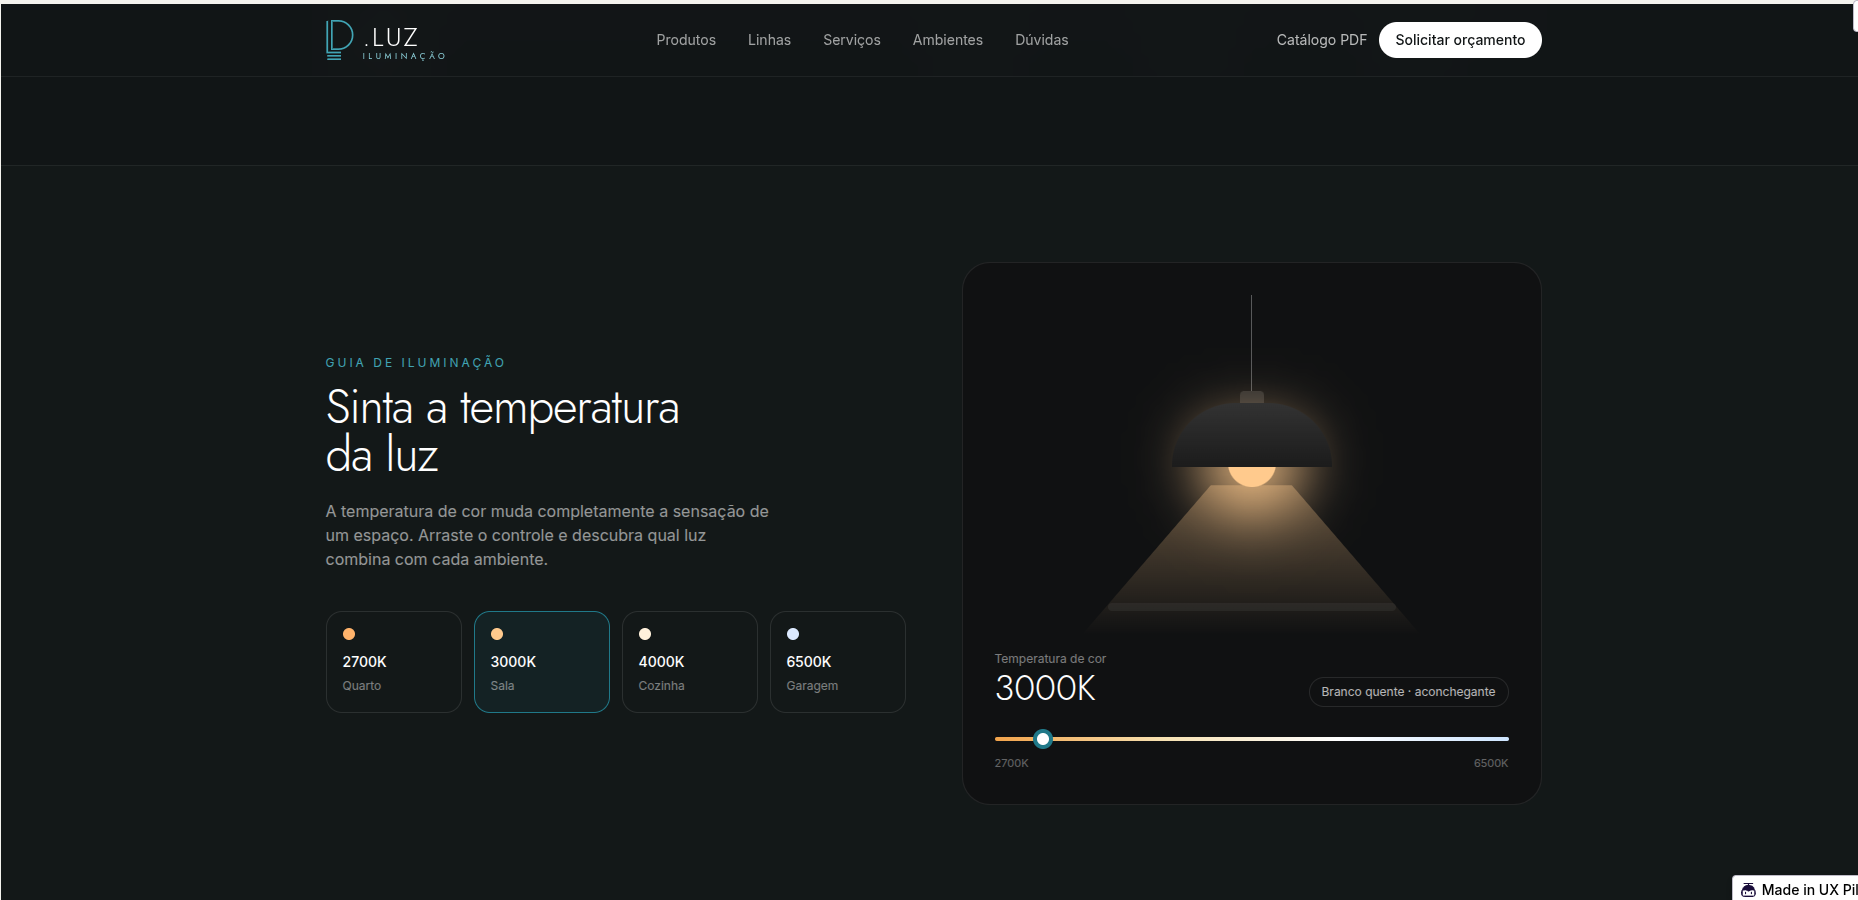 .LUZ
ILUMINAÇÃO
Produtos
Linhas
Serviços
Ambientes
Dúvidas
Catálogo PDF
Solicitar orçamento
GUIA DE ILUMINAÇÃO
Sinta a temperatura
da luz
A temperatura de cor muda completamente a sensação de
um espaço. Arraste o controle e descubra qual luz
combina com cada ambiente.
2700K
Quarto
3000K
Sala
4000K
Cozinha
6500K
Garagem
Temperatura de cor
3000K
Branco quente · aconchegante
2700K
6500K
Made in UX